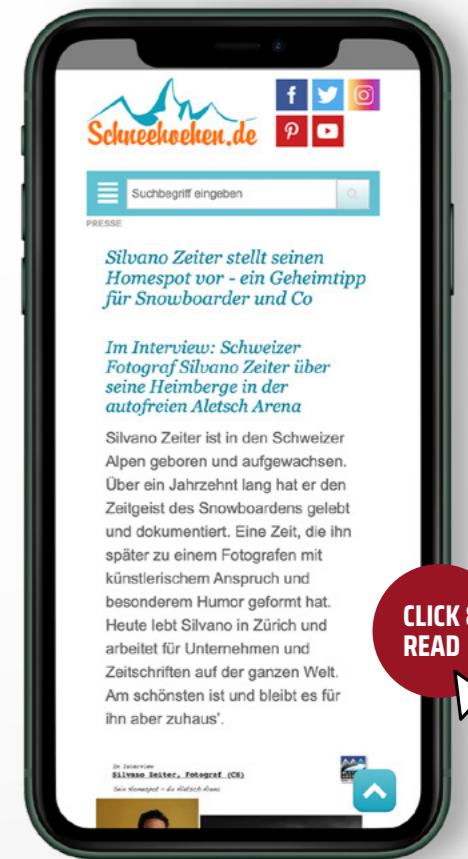 Schneehoehen.de
Suchbegriff eingeben
PRESSE
Silvano Zeiter stellt seinen
Homespot vor - ein Geheimtipp
für Snowboarder und Co
Im Interview: Schweizer
Fotograf Silvano Zeiter über
seine Heimberge in der
autofreien Aletsch Arena
Silvano Zeiter ist in den Schweizer
Alpen geboren und aufgewachsen.
Über ein Jahrzehnt lang hat er den
Zeitgeist des Snowboardens gelebt
und dokumentiert. Eine Zeit, die ihn
später zu einem Fotografen mit
künstlerischem Anspruch und
besonderem Humor geformt hat.
Heute lebt Silvano in Zürich und
arbeitet für Unternehmen und
Zeitschriften auf der ganzen Welt.
Am schönsten ist und bleibt es für
ihn aber zuhaus'.
CLICK &
READ
Im Interview
Silvano Zeiter, Fotograf (CH)
Sein Homespot - die Aletsch Arena